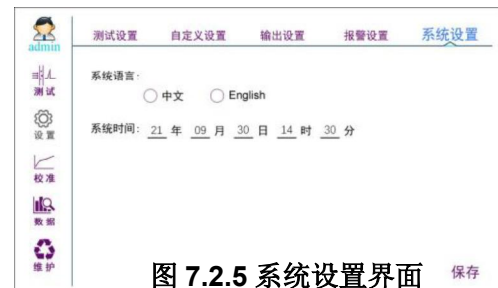 admin
测试设置 自定义设置 输出设置 报警设置 系统设置
测试
设置
校准
数据
维护
系统语言:
中文 English
系统时间: 21 年 09 月 30 日 14 时 30 分
图 7.2.5 系统设置界面
保存